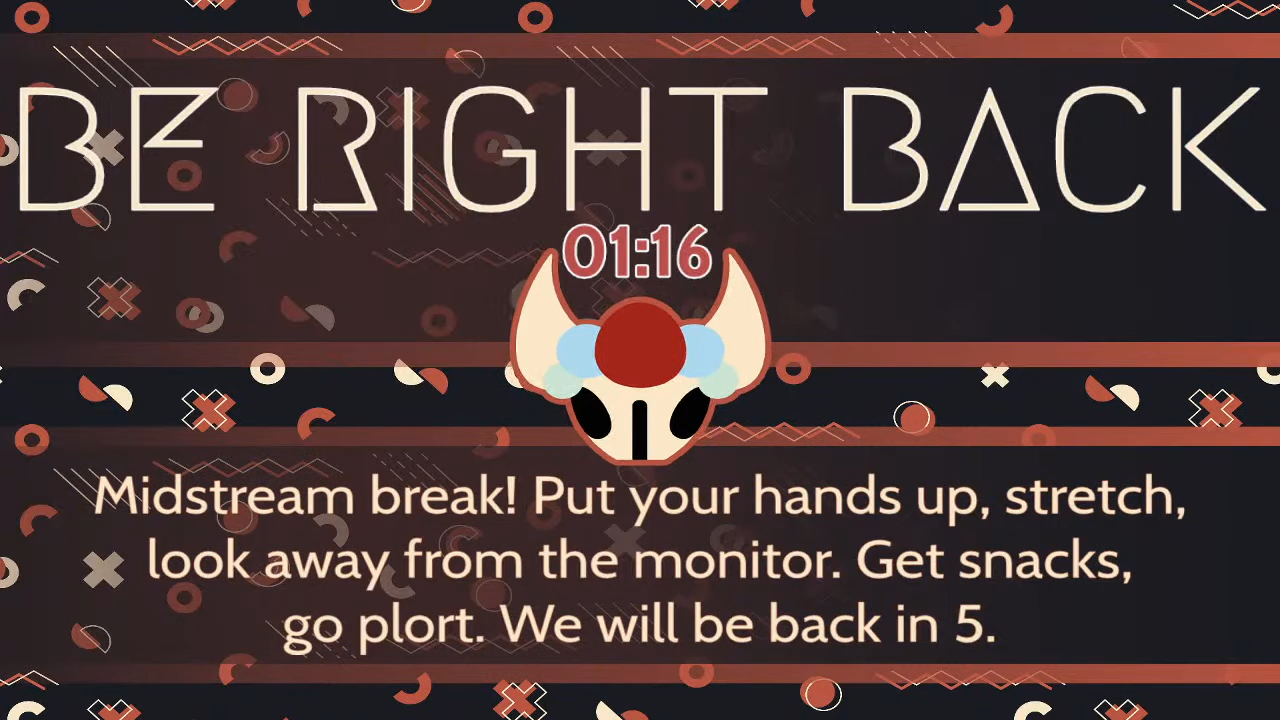 BE RIGHT BACK
01:16
Midstream break! Put your hands up, stretch,
look away from the monitor. Get snacks,
go plort. We will be back in 5.